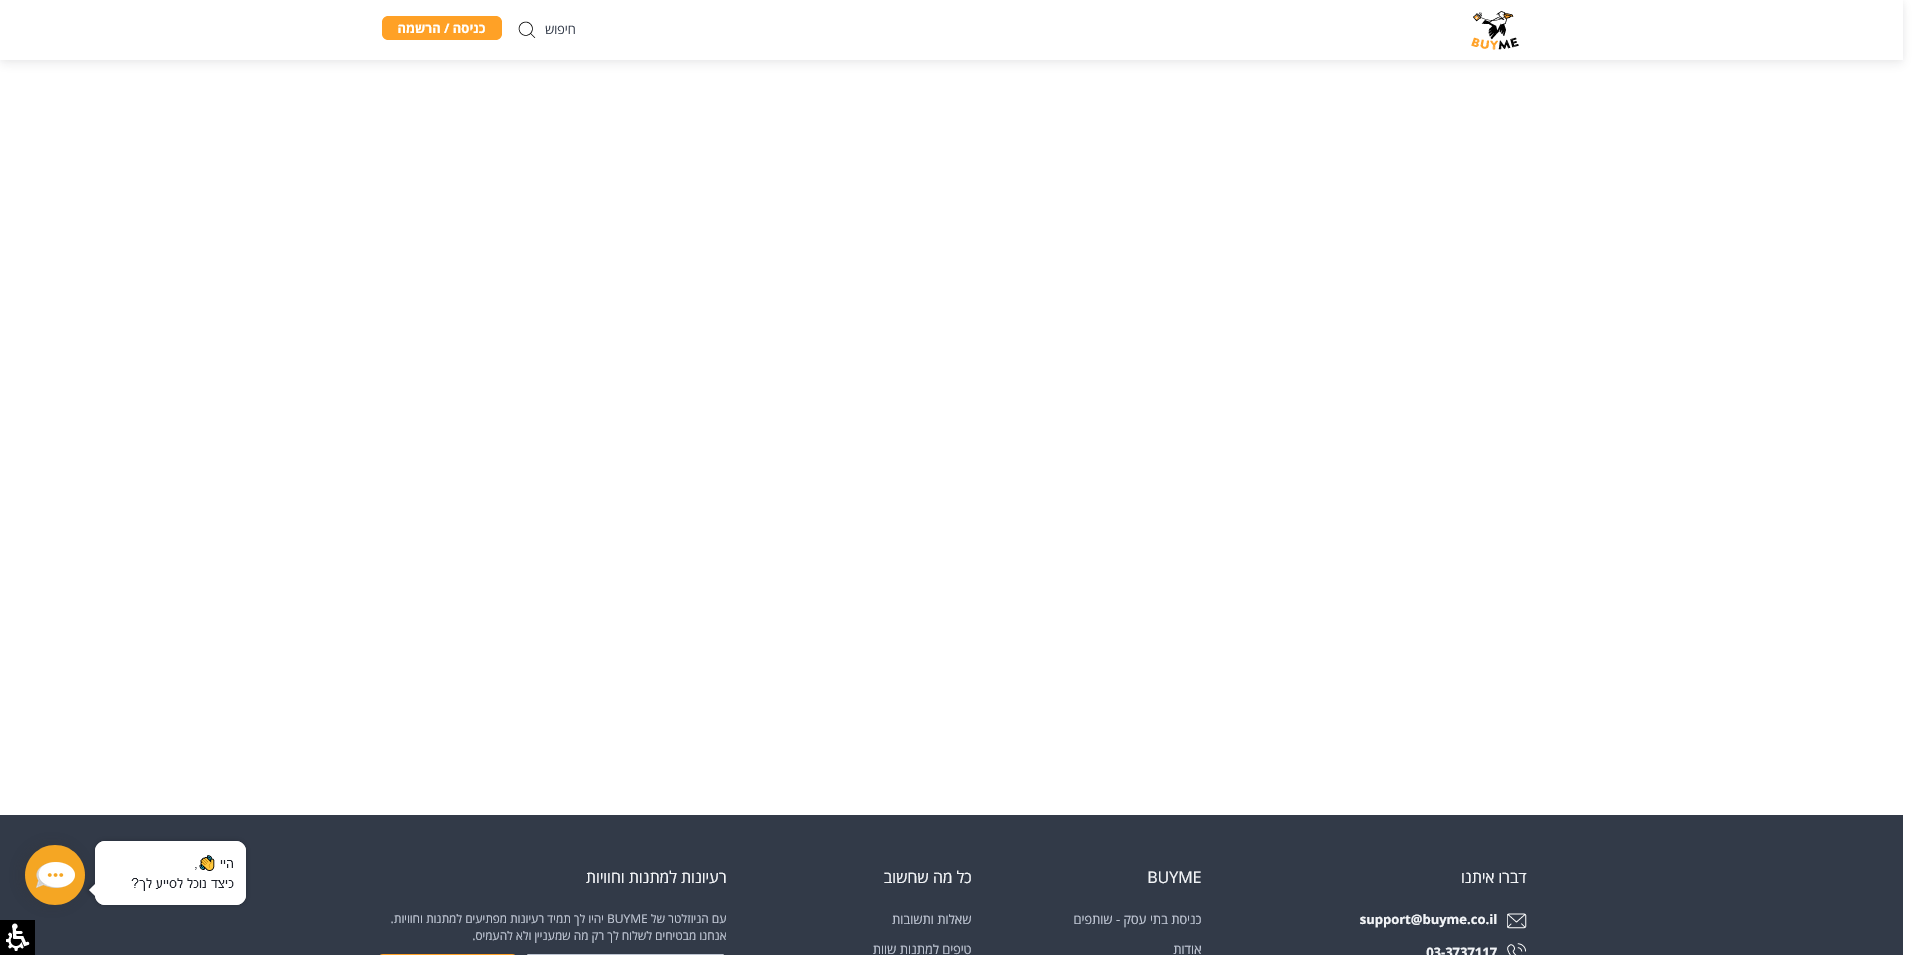 BUYME
חיפוש
כניסה / הרשמה
דברו איתנו
support@buyme.co.il
03-3737117
BUYME
כניסת בתי עסק - שותפים
אודות
כל מה שחשוב
שאלות ותשובות
טיפים למתנות שוות
רעיונות למתנות וחוויות
עם הניוזלטר של BUYME יהיו לך תמיד רעיונות מפתיעים למתנות וחוויות.
אנחנו מבטיחים לשלוח לך רק מה שמעניין ולא להעמיס.
היי 👋,
כיצד נוכל לסייע לך?